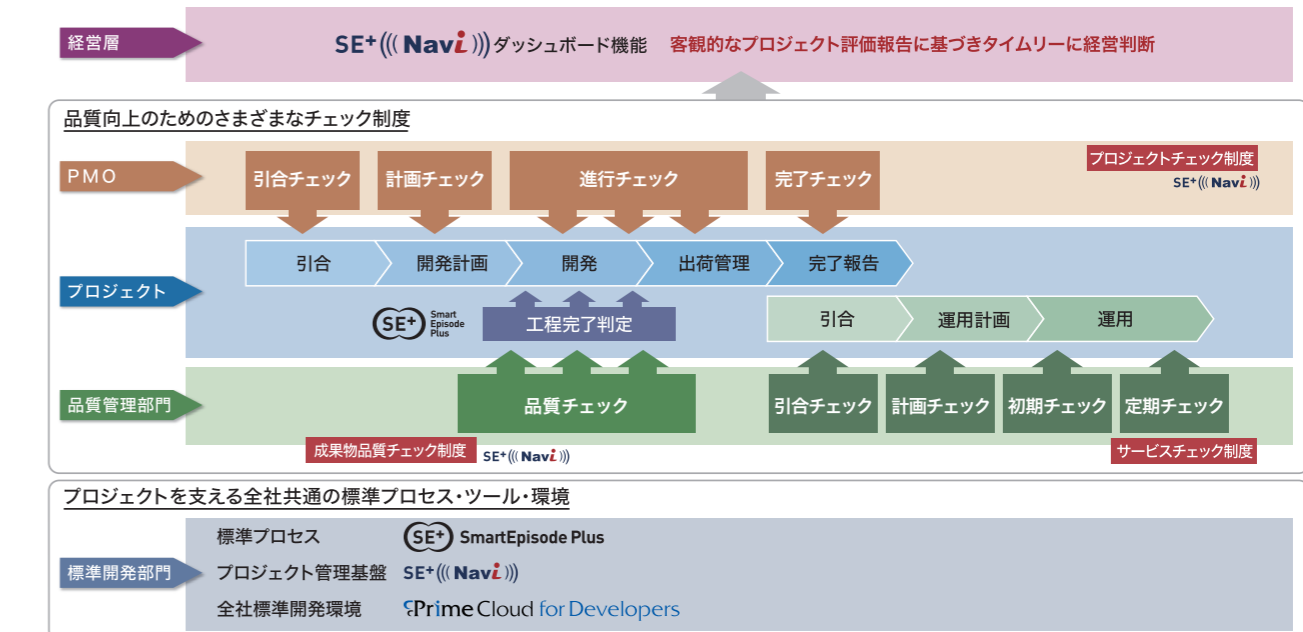 経営層
SE+((( Navi )))ダッシュボード機能 客観的なプロジェクト評価報告に基づきタイムリーに経営判断
品質向上のためのさまざまなチェック制度
PMO
引合チェック 計画チェック 進行チェック 完了チェック
プロジェクトチェック制度
SE+((( Navi )))
プロジェクト
引合 開発計画 開発 出荷管理 完了報告
SE+ Smart
Episode
Plus
工程完了判定
引合 運用計画 運用
品質管理部門
品質チェック
引合チェック 計画チェック 初期チェック 定期チェック
成果物品質チェック制度 SE+((( Navi )))
サービスチェック制度
プロジェクトを支える全社共通の標準プロセス・ツール・環境
標準開発部門
標準プロセス SE+ SmartEpisode Plus
プロジェクト管理基盤 SE+((( Navi )))
全社標準開発環境 Prime Cloud for Developers